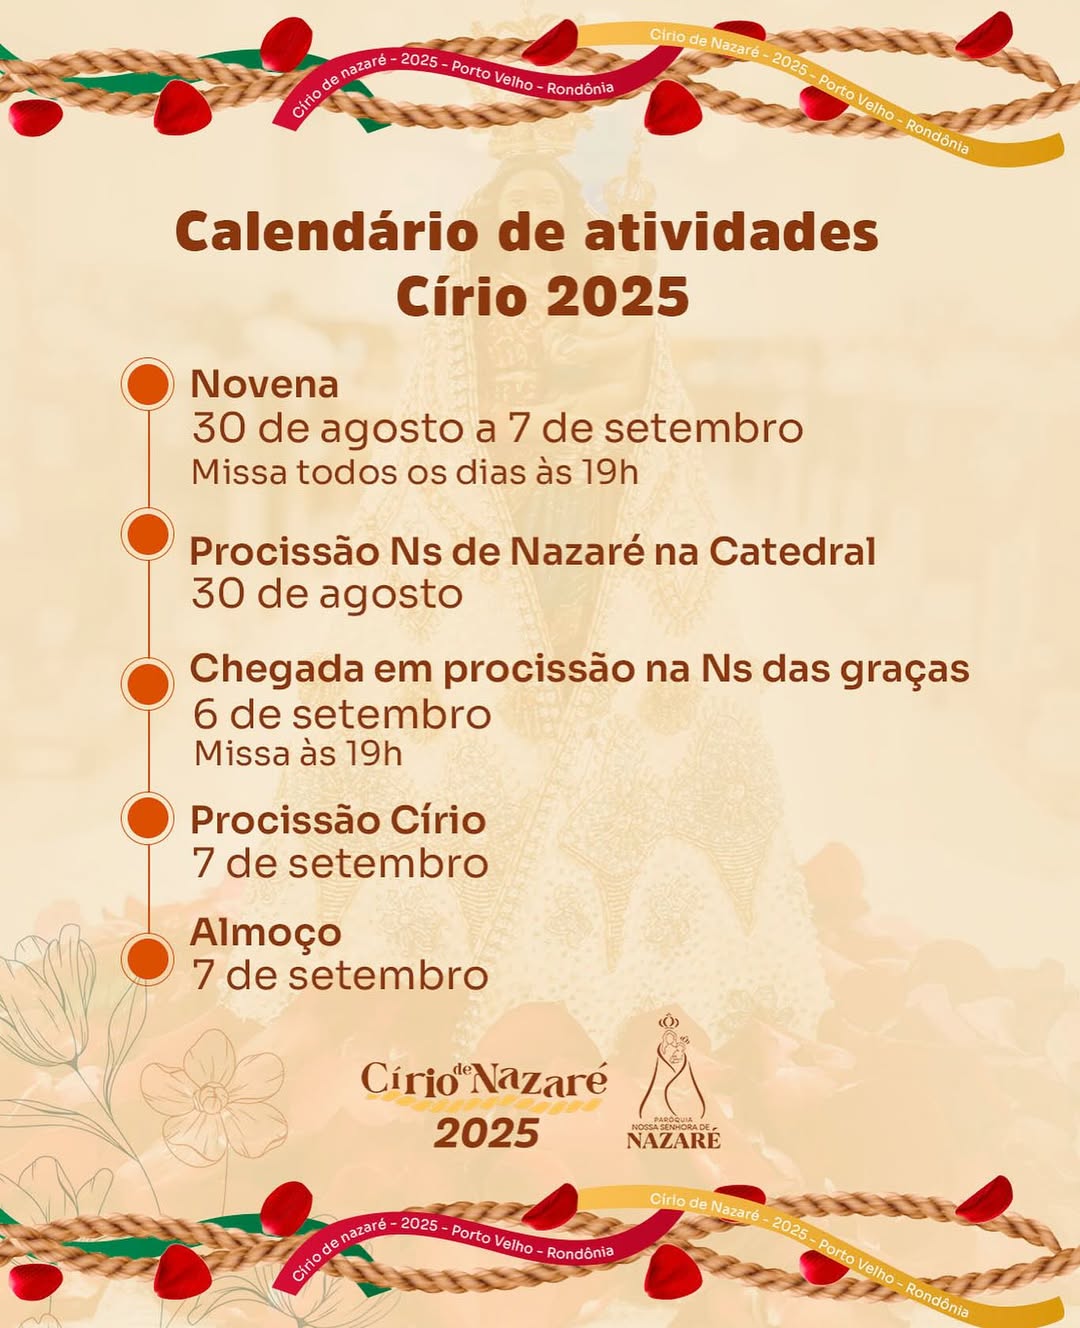 Círio de nazaré - 2025 - Porto Velho - Rondônia
Círio de Nazaré - 2025 - Porto Velho - Rondônia
Calendário de atividades
Círio 2025
Novena
30 de agosto a 7 de setembro
Missa todos os dias às 19h
Procissão Ns de Nazaré na Catedral
30 de agosto
Chegada em procissão na Ns das graças
6 de setembro
Missa às 19h
Procissão Círio
7 de setembro
Almoço
7 de setembro
Círio de Nazaré
2025
PARÓQUIA
NOSSA SENHORA DE
NAZARÉ
Círio de nazaré - 2025 - Porto Velho - Rondônia
Círio de Nazaré - 2025 - Porto Velho - Rondônia